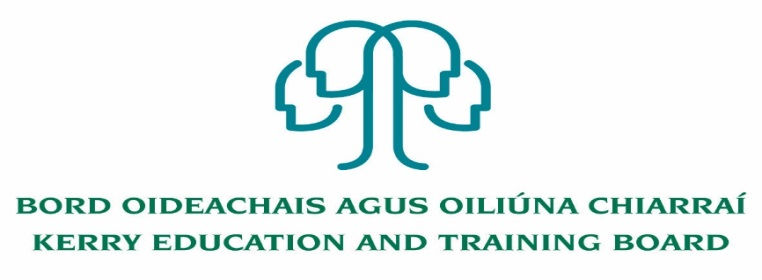 BORD OIDEACHAIS AGUS OILIÚNA CHIARRAÍ
KERRY EDUCATION AND TRAINING BOARD